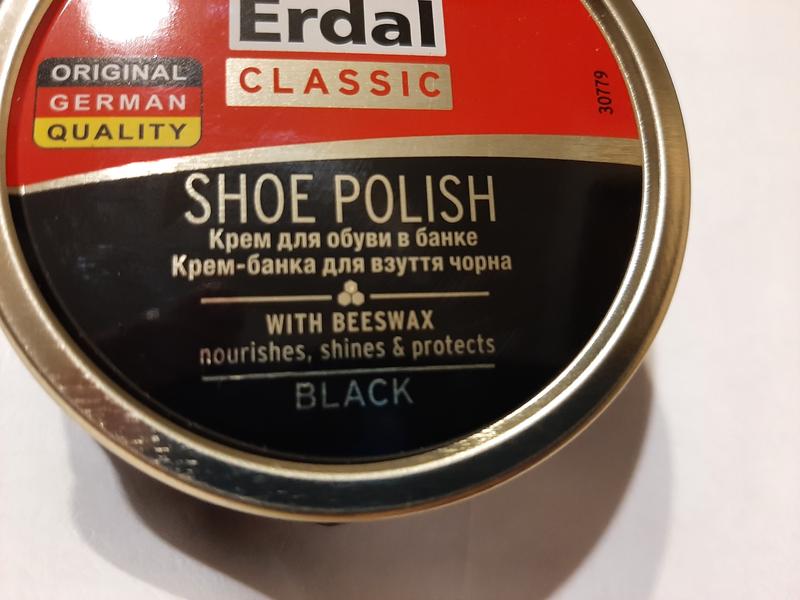 Erdal
CLASSIC
ORIGINAL
GERMAN
QUALITY
30779
SHOE POLISH
Крем для обуви в банке
Крем-банка для взуття чорна
WITH BEESWAX
nourishes, shines & protects
BLACK